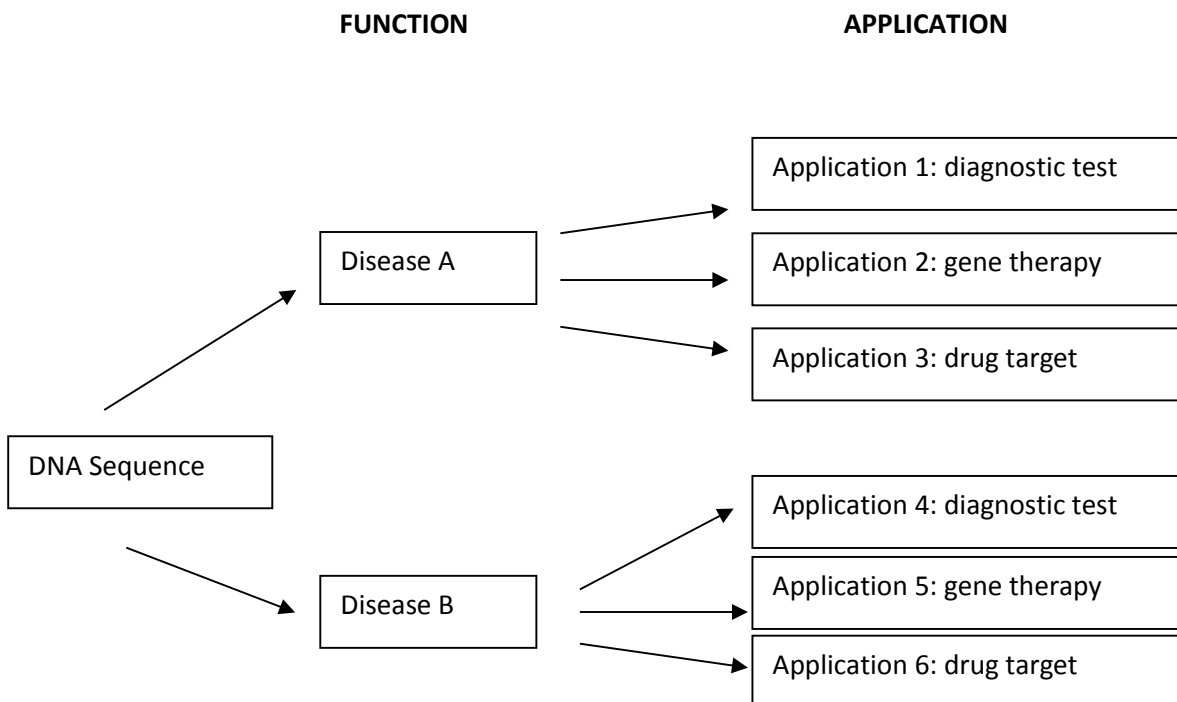 FUNCTION
APPLICATION
Application 1: diagnostic test
Disease A
Application 2: gene therapy
Application 3: drug target
DNA Sequence
Application 4: diagnostic test
Disease B
Application 5: gene therapy
Application 6: drug target